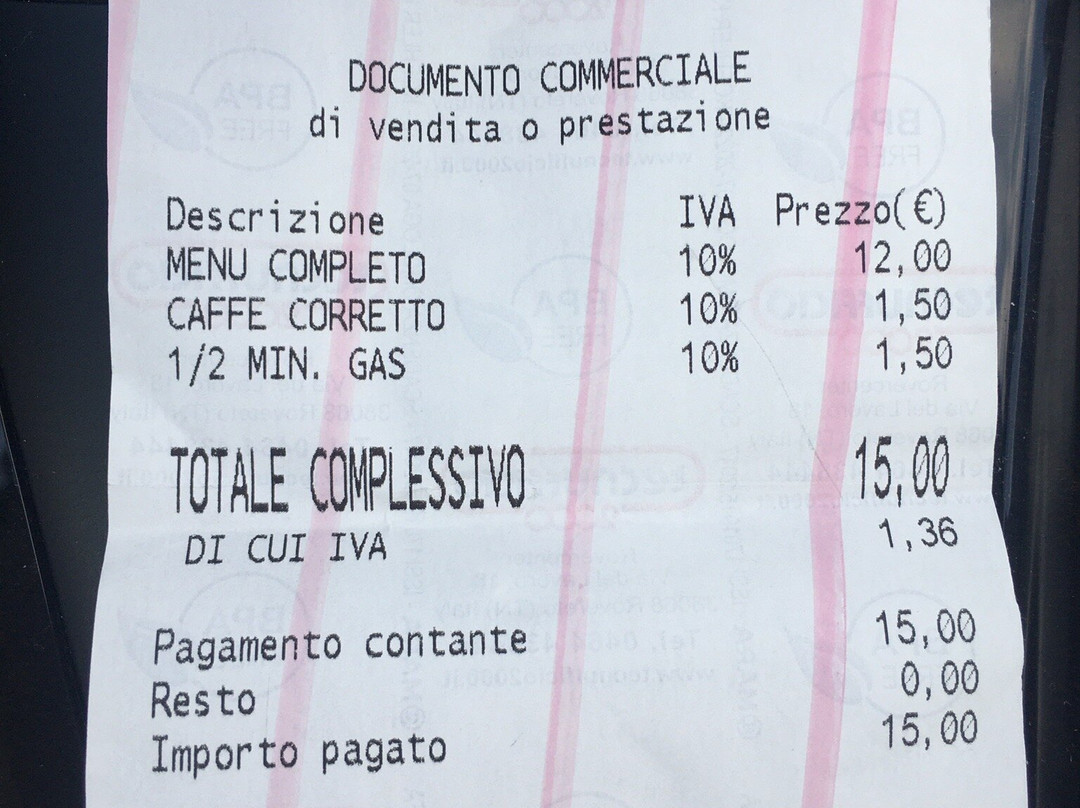 DOCUMENTO COMMERCIALE
di vendita o prestazione
Descrizione IVA Prezzo(€)
MENU COMPLETO 10% 12,00
CAFFE CORRETTO 10% 1,50
1/2 MIN. GAS 10% 1,50
TOTALE COMPLESSIVO 15,00
DI CUI IVA 1,36
Pagamento contante 15,00
Resto 0,00
Importo pagato 15,00